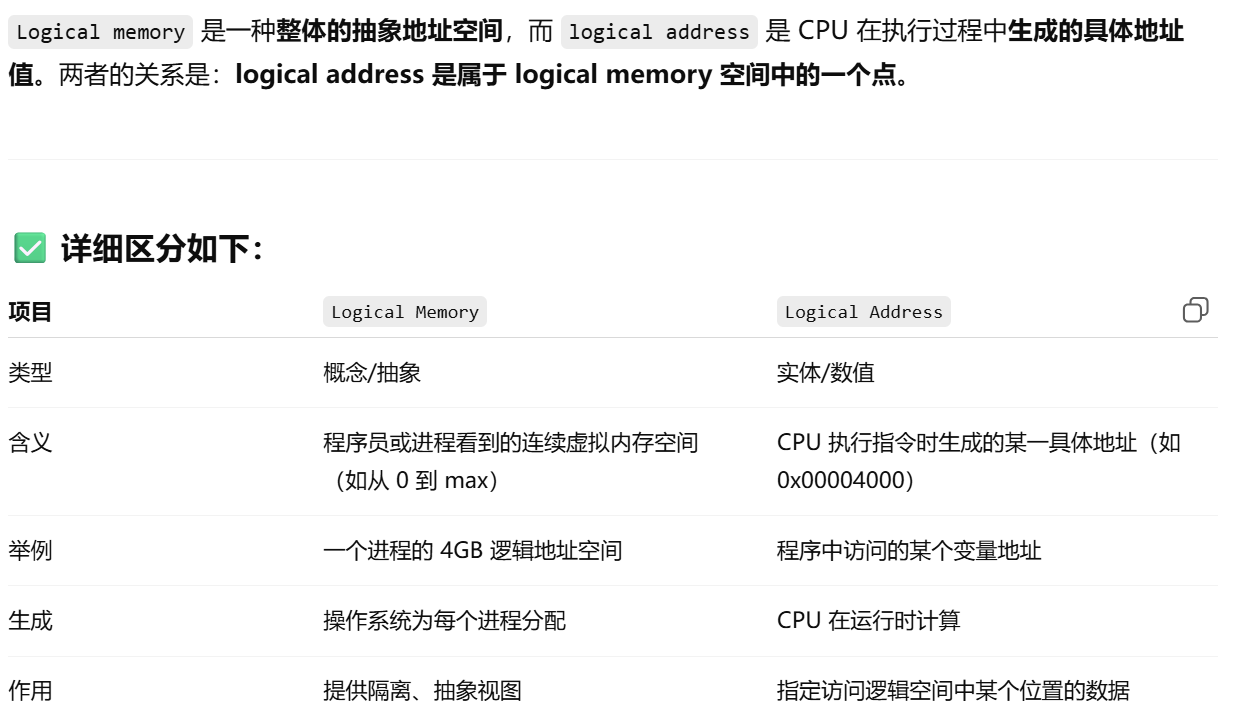 Logical memory 是一种整体的抽象地址空间，而 logical address 是 CPU 在执行过程中生成的具体地址
值。两者的关系是：logical address 是属于 logical memory 空间中的一个点。
详细区分如下：
项目 Logical Memory Logical Address
类型 概念/抽象 实体/数值
含义 程序员或进程看到的连续虚拟内存空间 CPU 执行指令时生成的某一具体地址（如
（如从 0 到 max） 0x00004000）
举例 一个进程的 4GB 逻辑地址空间 程序中访问的某个变量地址
生成 操作系统为每个进程分配 CPU 在运行时计算
作用 提供隔离、抽象视图 指定访问逻辑空间中某个位置的数据